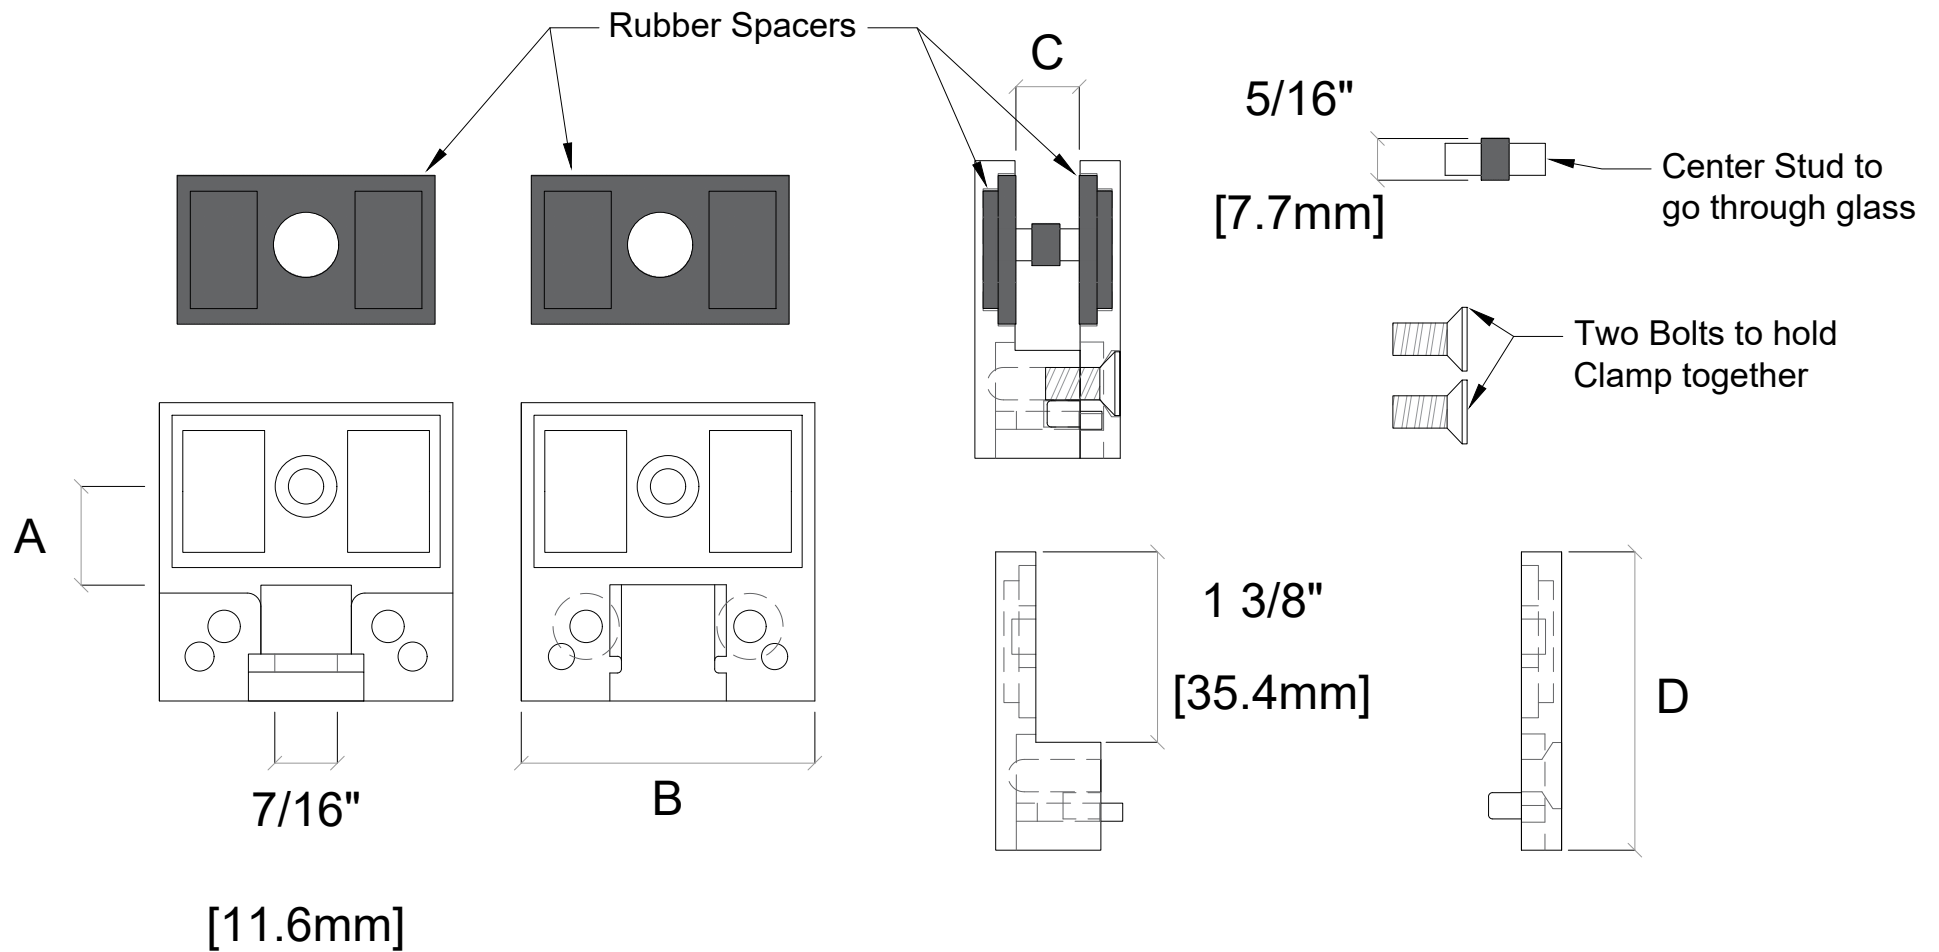 Rubber Spacers
C
5/16"
[7.7mm]
Center Stud to
go through glass
Two Bolts to hold
Clamp together
A
7/16"
[11.6mm]
B
1 3/8"
[35.4mm]
D